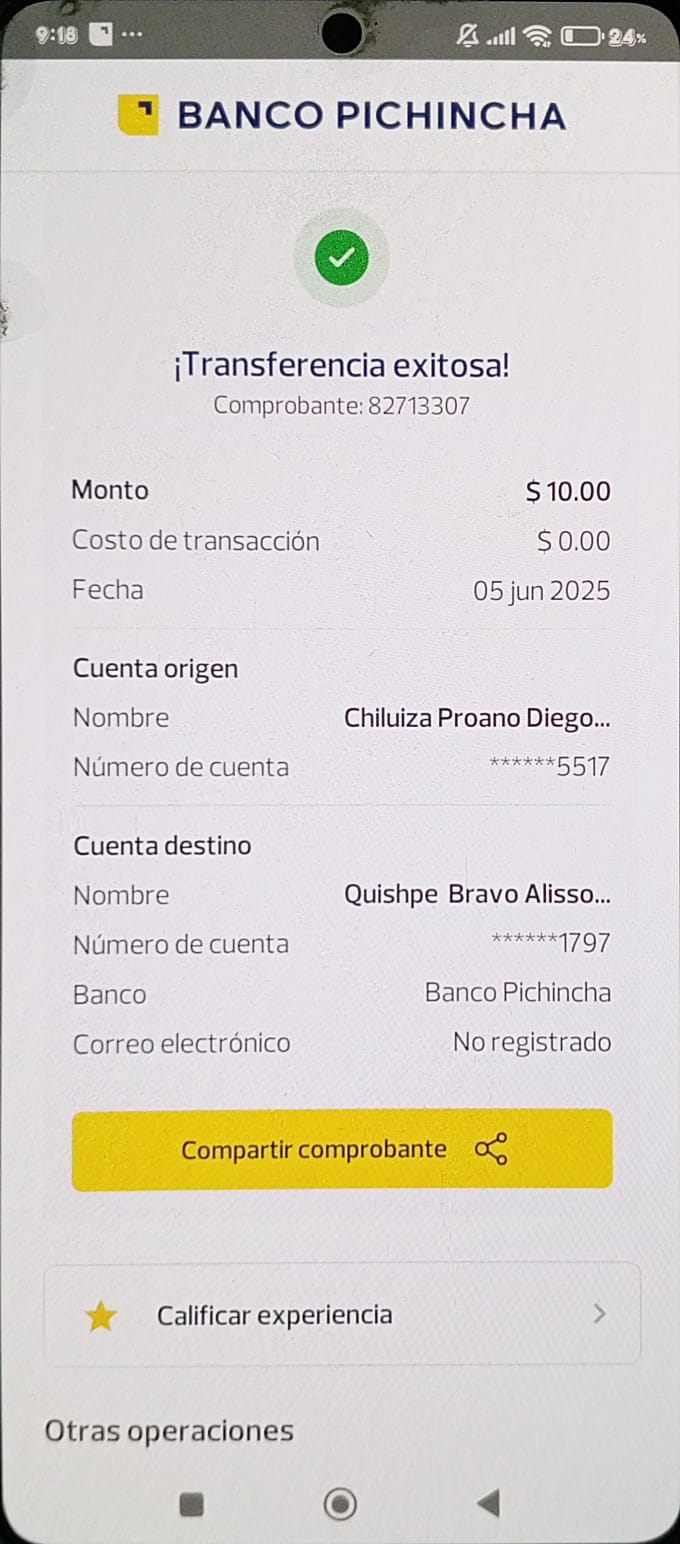 9:18 ... 24%
BANCO PICHINCHA
¡Transferencia exitosa!
Comprobante: 82713307
Monto $ 10.00
Costo de transacción $ 0.00
Fecha 05 jun 2025
Cuenta origen
Nombre Chiluiza Proano Diego...
Número de cuenta ******5517
Cuenta destino
Nombre Quishpe Bravo Alisso...
Número de cuenta ******1797
Banco Banco Pichincha
Correo electrónico No registrado
Compartir comprobante
Calificar experiencia
Otras operaciones